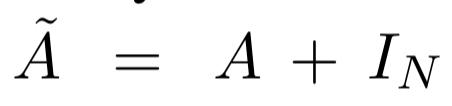 Ã = A + I_N